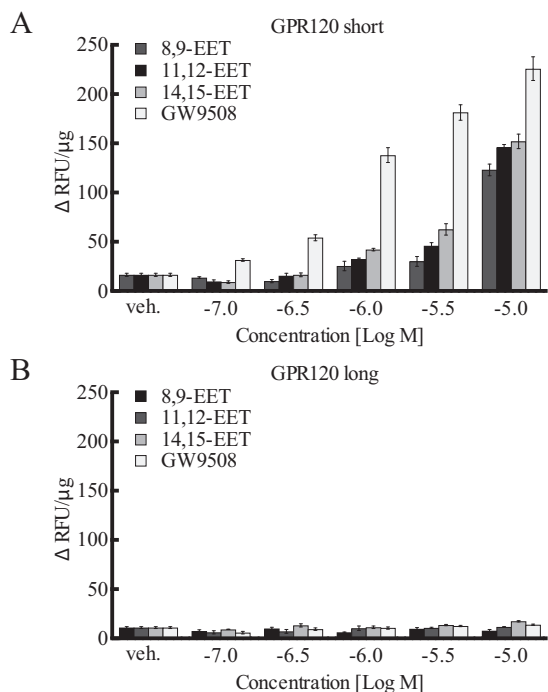 A
GPR120 short
8,9-EET
11,12-EET
14,15-EET
GW9508
250
200
150
100
50
0
Δ RFU/μg
veh. -7.0 -6.5 -6.0 -5.5 -5.0
Concentration [Log M]
B
GPR120 long
8,9-EET
11,12-EET
14,15-EET
GW9508
250
200
150
100
50
0
Δ RFU/μg
veh. -7.0 -6.5 -6.0 -5.5 -5.0
Concentration [Log M]